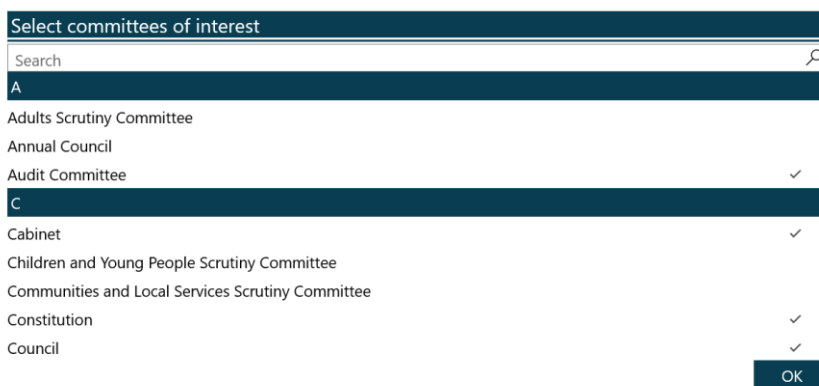 Select committees of interest
Search
A
Adults Scrutiny Committee
Annual Council
Audit Committee
C
Cabinet
Children and Young People Scrutiny Committee
Communities and Local Services Scrutiny Committee
Constitution
Council
OK